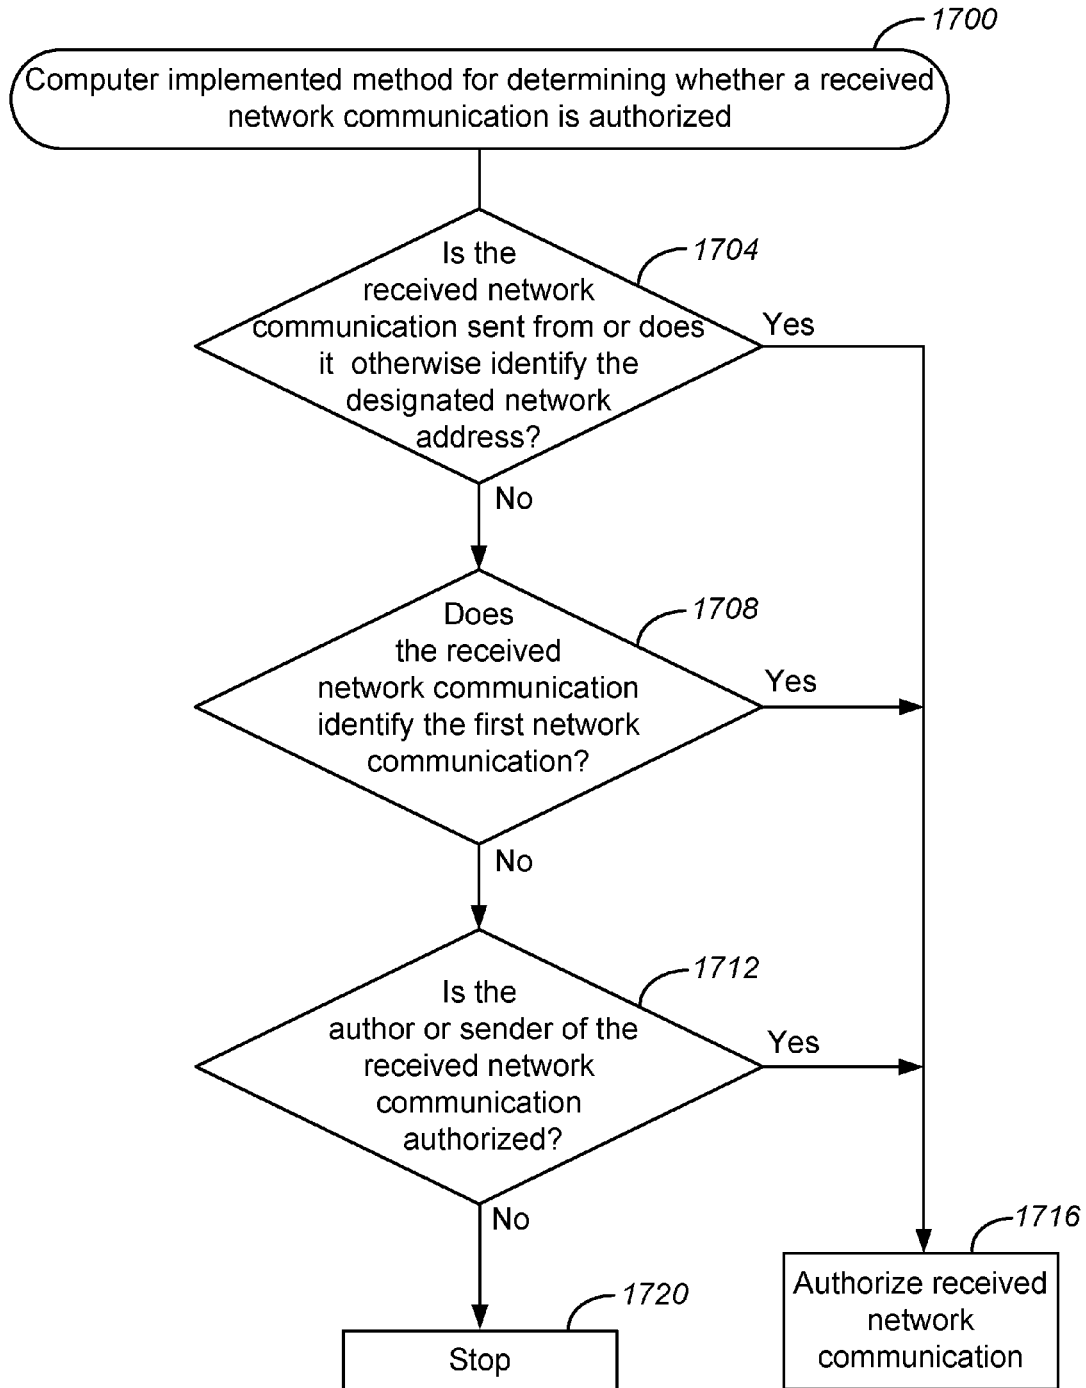 1700
Computer implemented method for determining whether a received
network communication is authorized
1704
Is the
received network
communication sent from or does
it otherwise identify the
designated network
address?
Yes
No
1708
Does
the received
network communication
identify the first network
communication?
Yes
No
1712
Is the
author or sender of the
received network
communication
authorized?
Yes
No
1716
Authorize received
network
communication
1720
Stop